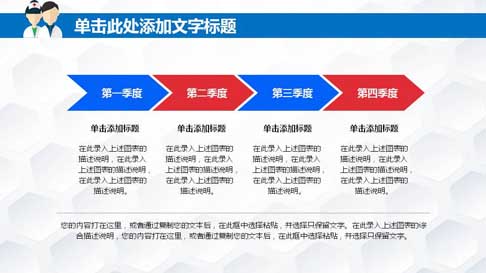 单击此处添加文字标题
第一季度 第二季度 第三季度 第四季度
单击添加标题 单击添加标题 单击添加标题 单击添加标题
在此录入上述图表的 在此录入上述图表的 在此录入上述图表的 在此录入上述图表的
描述说明，在此录入 描述说明，在此录入 描述说明，在此录入 描述说明，在此录入
上述图表的描述说明， 上述图表的描述说明， 上述图表的描述说明， 上述图表的描述说明，
在此录入上述图表的 在此录入上述图表的 在此录入上述图表的 在此录入上述图表的
描述说明。 描述说明。 描述说明。 描述说明。
您的内容打在这里，或者通过复制您的文本后，在此框中选择粘贴，并选择只保留文字。在此录入上述图表的综
合描述说明，您的内容打在这里，或者通过复制您的文本后，在此框中选择粘贴，并选择只保留文字。